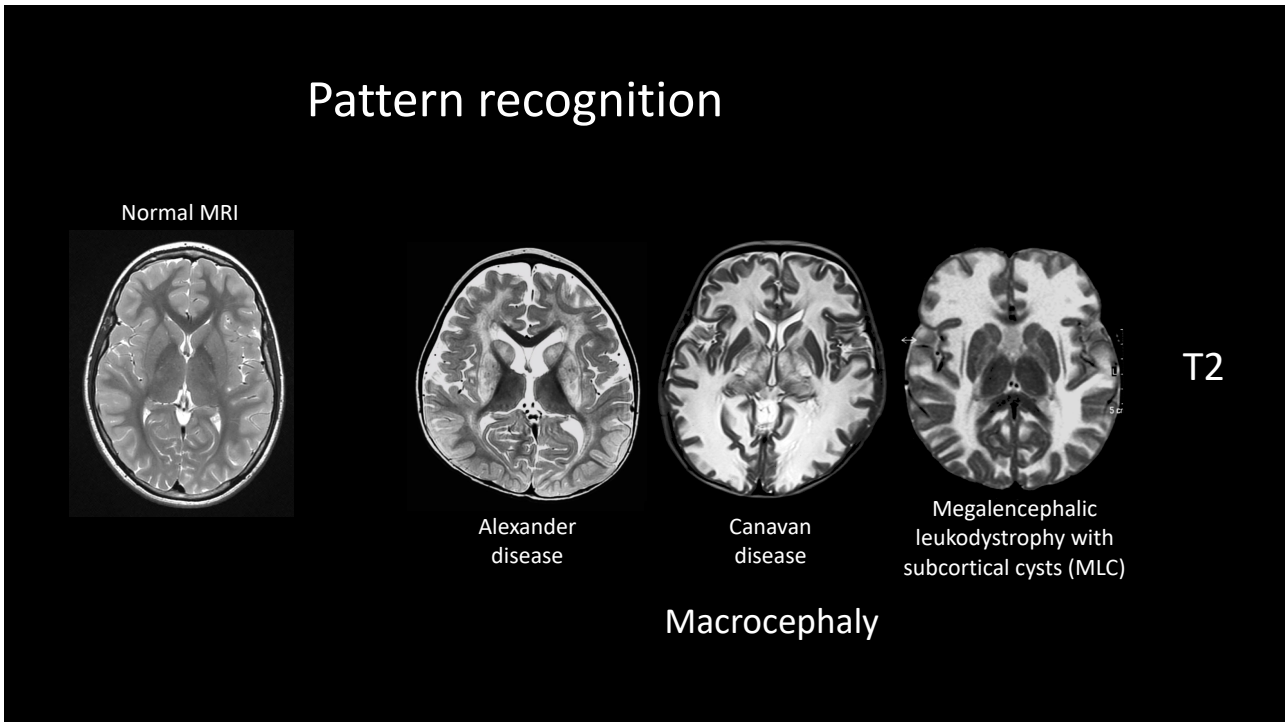 Pattern recognition
Normal MRI
T2
Alexander
disease
Canavan
disease
Megalencephalic
leukodystrophy with
subcortical cysts (MLC)
Macrocephaly